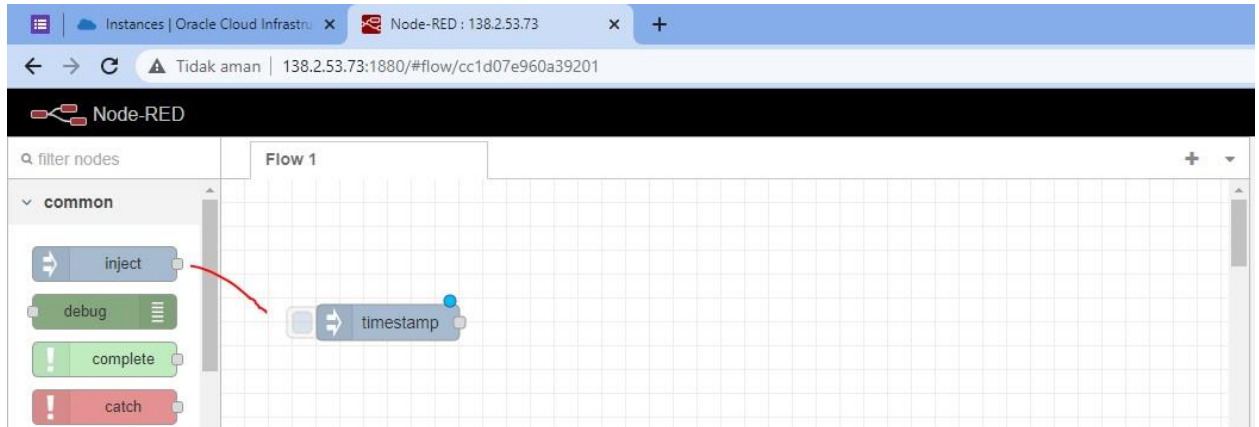 Instances | Oracle Cloud Infrastru
Node-RED : 138.2.53.73
Tidak aman | 138.2.53.73:1880/#flow/cc1d07e960a39201
Node-RED
filter nodes
Flow 1
common
inject
debug
timestamp
complete
catch